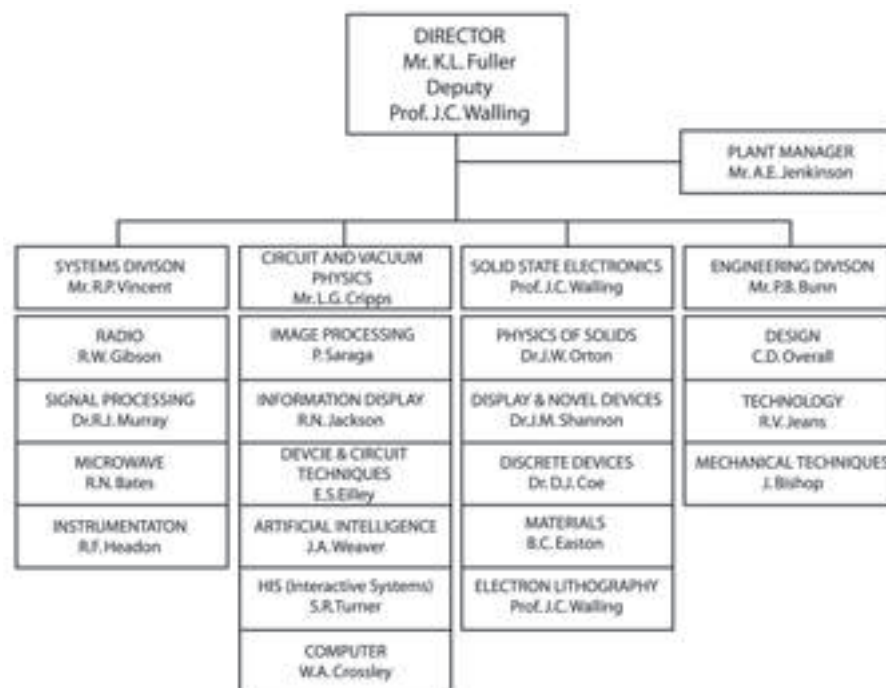 DIRECTOR
Mr. K.L. Fuller
Deputy
Prof. J.C. Walling
PLANT MANAGER
Mr. A.E. Jenkinson
SYSTEMS DIVISON
Mr. R.P. Vincent
RADIO
R.W. Gibson
SIGNAL PROCESSING
Dr.R.J. Murray
MICROWAVE
R.N. Bates
INSTRUMENTATON
R.F. Headon
CIRCUIT AND VACUUM
PHYSICS
Mr. L.G. Cripps
IMAGE PROCESSING
P. Saraga
INFORMATION DISPLAY
R.N. Jackson
DEVCIE & CIRCUIT
TECHNIQUES
E.S.Eilley
ARTIFICIAL INTELLIGENCE
J.A. Weaver
HIS (Interactive Systems)
S.R.Turner
COMPUTER
W.A. Crossley
SOLID STATE ELECTRONICS
Prof. J.C. Walling
PHYSICS OF SOLIDS
Dr.J.W. Orton
DISPLAY & NOVEL DEVICES
Dr.J.M. Shannon
DISCRETE DEVICES
Dr. D.J. Coe
MATERIALS
B.C. Easton
ELECTRON LITHOGRAPHY
Prof. J.C. Walling
ENGINEERING DIVISON
Mr. P.B. Bunn
DESIGN
C.D. Overall
TECHNOLOGY
R.V. Jeans
MECHANICAL TECHNIQUES
J. Bishop